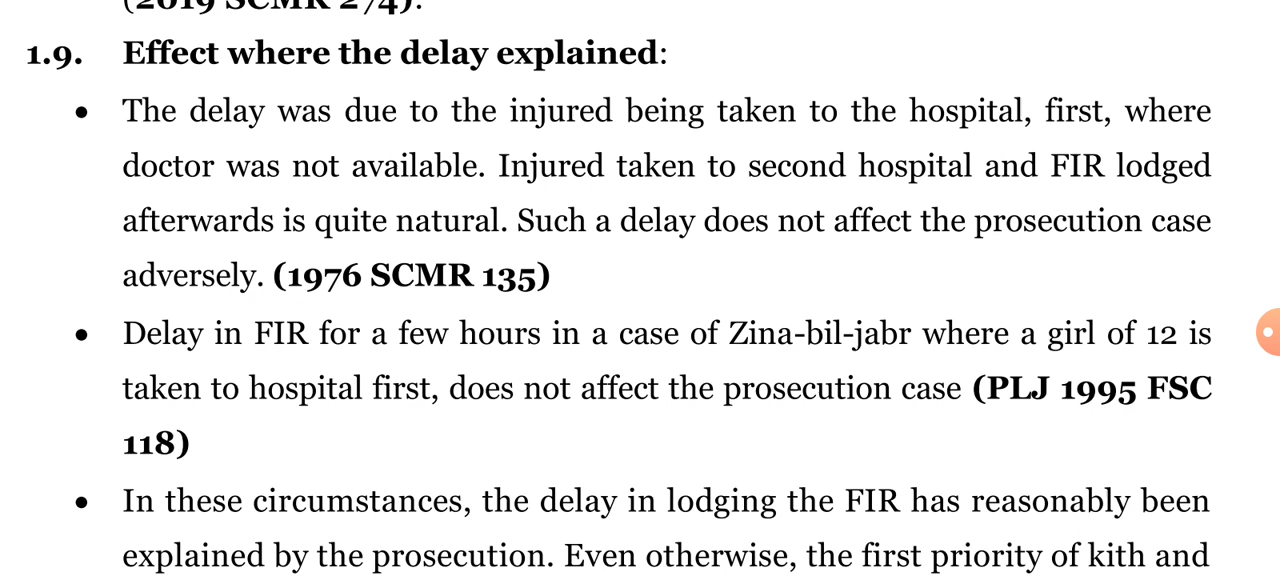 (2019 SCMR 274).
1.9. Effect where the delay explained:
• The delay was due to the injured being taken to the hospital, first, where
doctor was not available. Injured taken to second hospital and FIR lodged
afterwards is quite natural. Such a delay does not affect the prosecution case
adversely. (1976 SCMR 135)
• Delay in FIR for a few hours in a case of Zina-bil-jabr where a girl of 12 is
taken to hospital first, does not affect the prosecution case (PLJ 1995 FSC
118)
• In these circumstances, the delay in lodging the FIR has reasonably been
explained by the prosecution. Even otherwise, the first priority of kith and